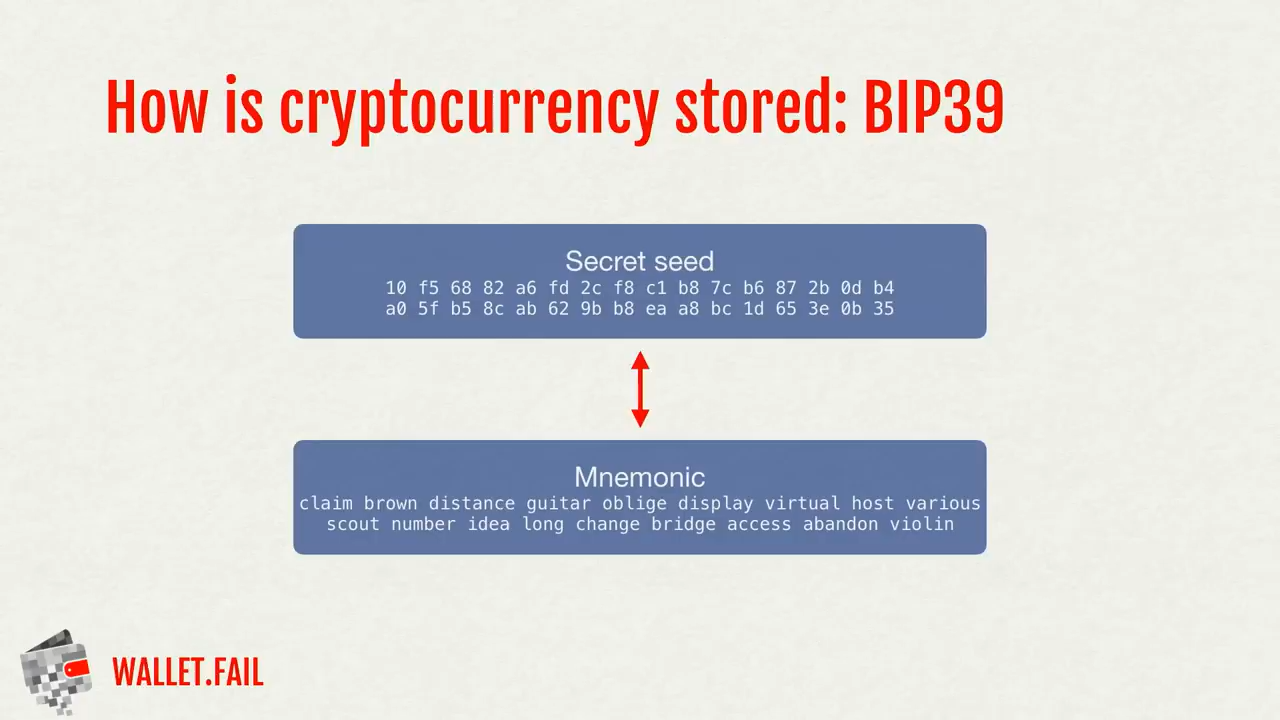 How is cryptocurrency stored: BIP39
Secret seed
10 f5 68 82 a6 fd 2c f8 c1 b8 7c b6 87 2b 0d b4
a0 5f b5 8c ab 62 9b b8 ea a8 bc 1d 65 3e 0b 35
Mnemonic
claim brown distance guitar oblige display virtual host various
scout number idea long change bridge access abandon violin
WALLET.FAIL